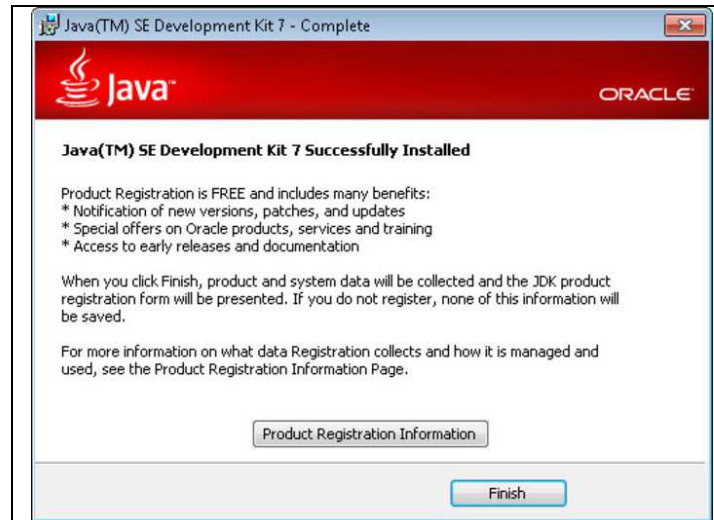 Java(TM) SE Development Kit 7 - Complete
Java™
ORACLE
Java(TM) SE Development Kit 7 Successfully Installed
Product Registration is FREE and includes many benefits:
* Notification of new versions, patches, and updates
* Special offers on Oracle products, services and training
* Access to early releases and documentation
When you click Finish, product and system data will be collected and the JDK product
registration form will be presented. If you do not register, none of this information will
be saved.
For more information on what data Registration collects and how it is managed and
used, see the Product Registration Information Page.
Product Registration Information
Finish